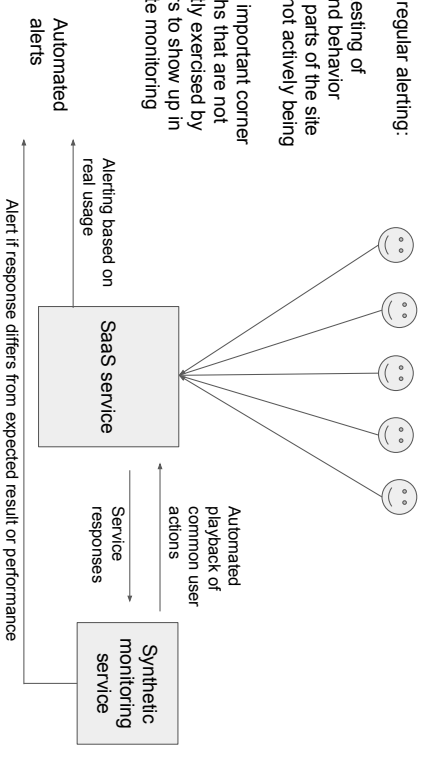 regular alerting:
esting of
nd behavior
parts of the site
not actively being
important corner
hs that are not
tly exercised by
rs to show up in
te monitoring
Automated
alerts
Alerting based on
real usage
SaaS service
Automated
playback of
common user
actions
Service
responses
Synthetic
monitoring
service
Alert if response differs from expected result or performance